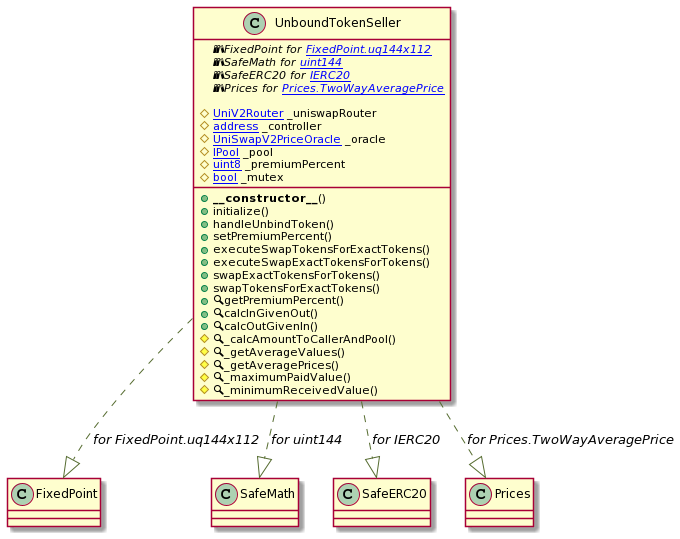 C UnboundTokenSeller
FixedPoint for FixedPoint.uq144x112
SafeMath for uint144
SafeERC20 for IERC20
Prices for Prices.TwoWayAveragePrice
UniV2Router _uniswapRouter
address _controller
UniSwapV2PriceOracle _oracle
IPool _pool
uint8 _premiumPercent
bool _mutex
__constructor__()
initialize()
handleUnbindToken()
setPremiumPercent()
executeSwapTokensForExactTokens()
executeSwapExactTokensForTokens()
swapExactTokensForTokens()
swapTokensForExactTokens()
getPremiumPercent()
calcInGivenOut()
calcOutGivenIn()
_calcAmountToCallerAndPool()
_getAverageValues()
_getAveragePrices()
_maximumPaidValue()
_minimumReceivedValue()
for FixedPoint.uq144x112
for uint144
for IERC20
for Prices.TwoWayAveragePrice
C FixedPoint
C SafeMath
C SafeERC20
C Prices